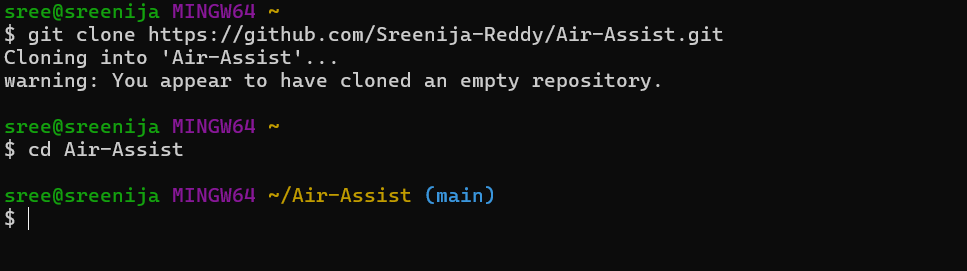 sree@sreenija MINGW64 ~
$ git clone https://github.com/Sreenija-Reddy/Air-Assist.git
Cloning into 'Air-Assist'...
warning: You appear to have cloned an empty repository.
sree@sreenija MINGW64 ~
$ cd Air-Assist
sree@sreenija MINGW64 ~/Air-Assist (main)
$